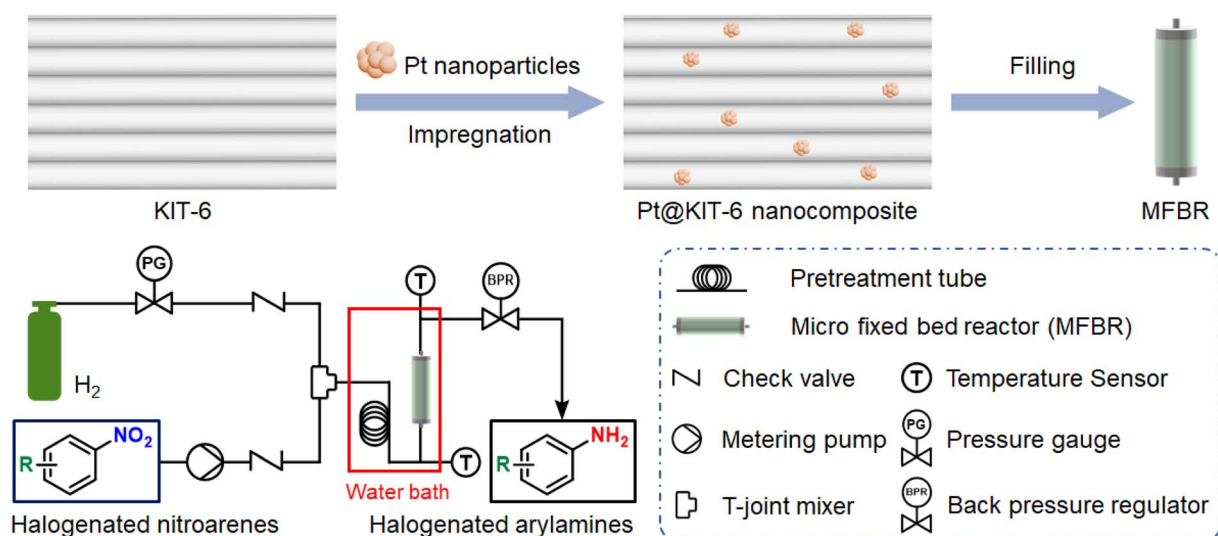 Pt nanoparticles
Impregnation
Filling
KIT-6
Pt@KIT-6 nanocomposite
MFBR
PG
H2
R
NO2
Halogenated nitroarenes
T
BPR
T
Water bath
R
NH2
Halogenated arylamines
Pretreatment tube
Micro fixed bed reactor (MFBR)
Check valve
T
Temperature Sensor
Metering pump
PG
Pressure gauge
T-joint mixer
BPR
Back pressure regulator